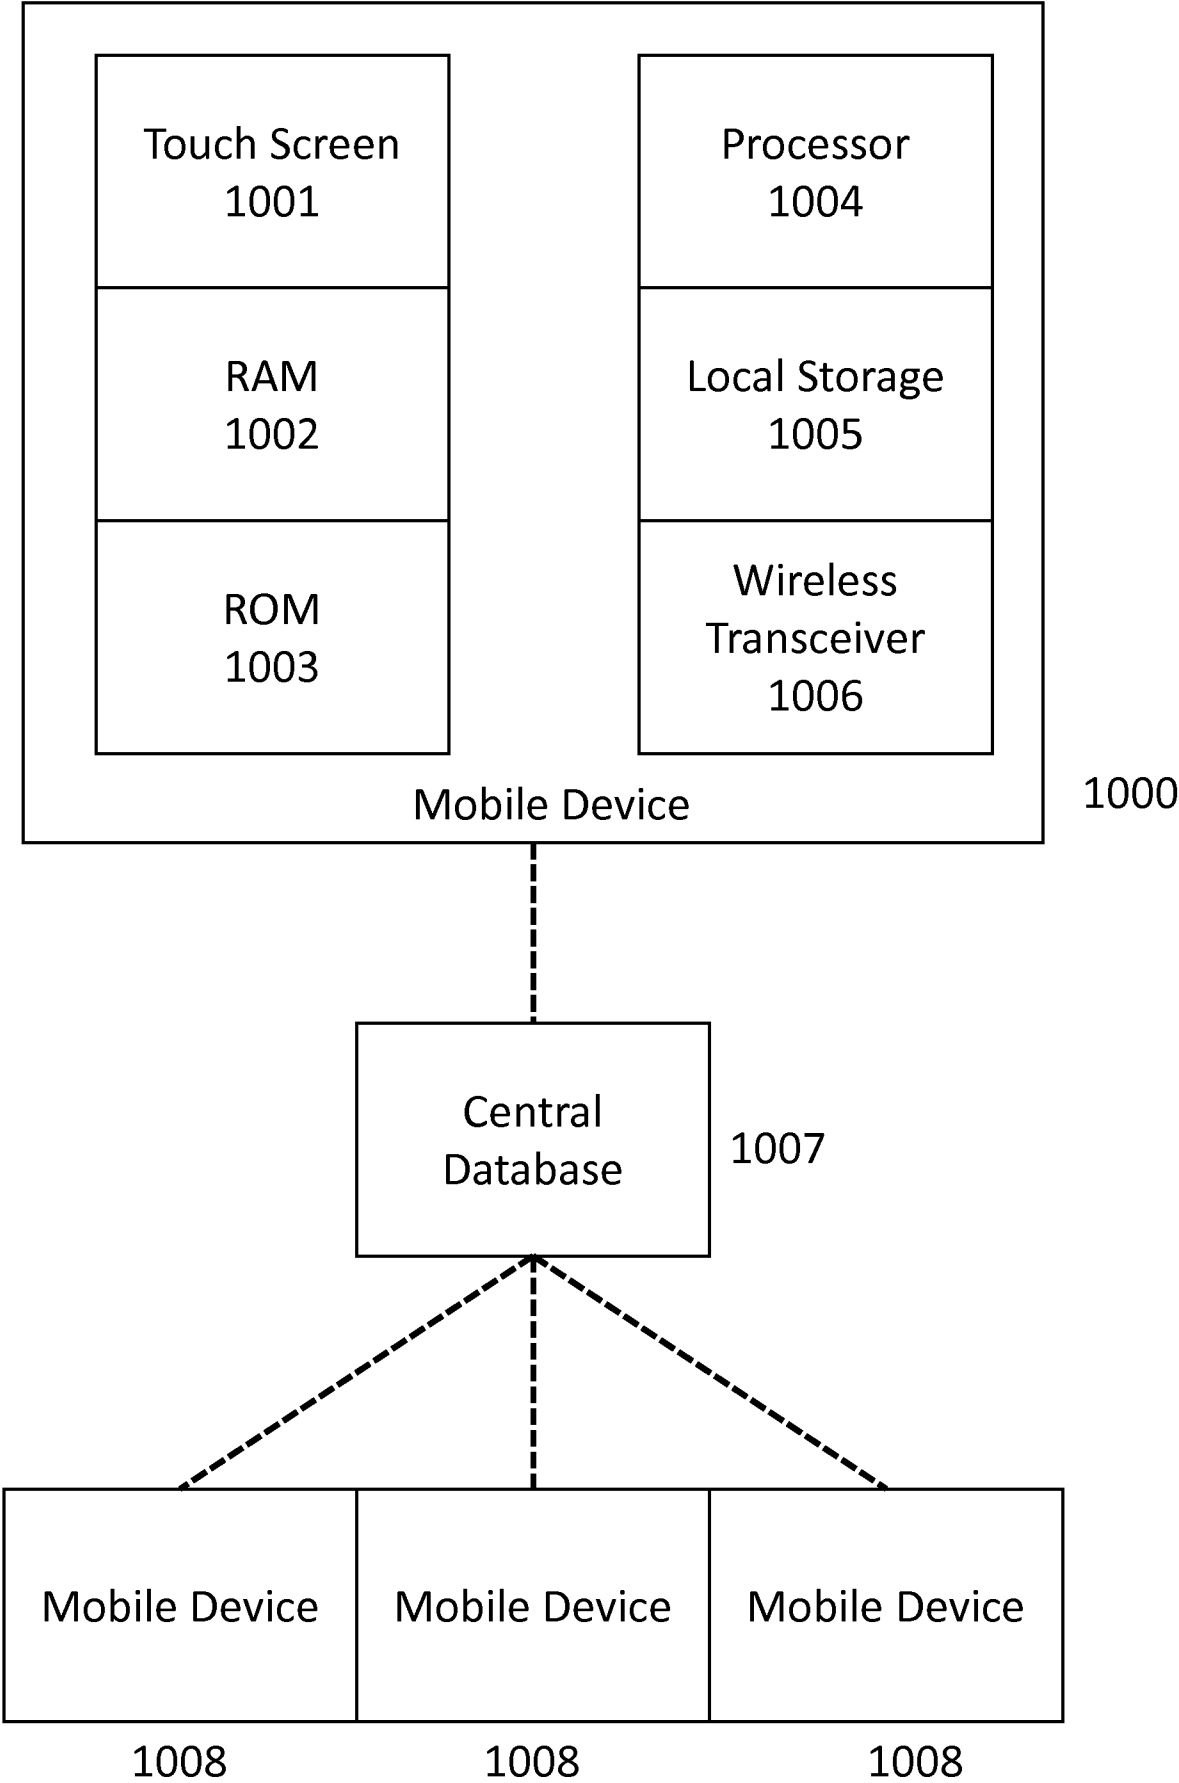 Touch Screen
1001
Processor
1004
RAM
1002
Local Storage
1005
ROM
1003
Wireless
Transceiver
1006
Mobile Device
1000
Central
Database
1007
Mobile Device
Mobile Device
Mobile Device
1008
1008
1008